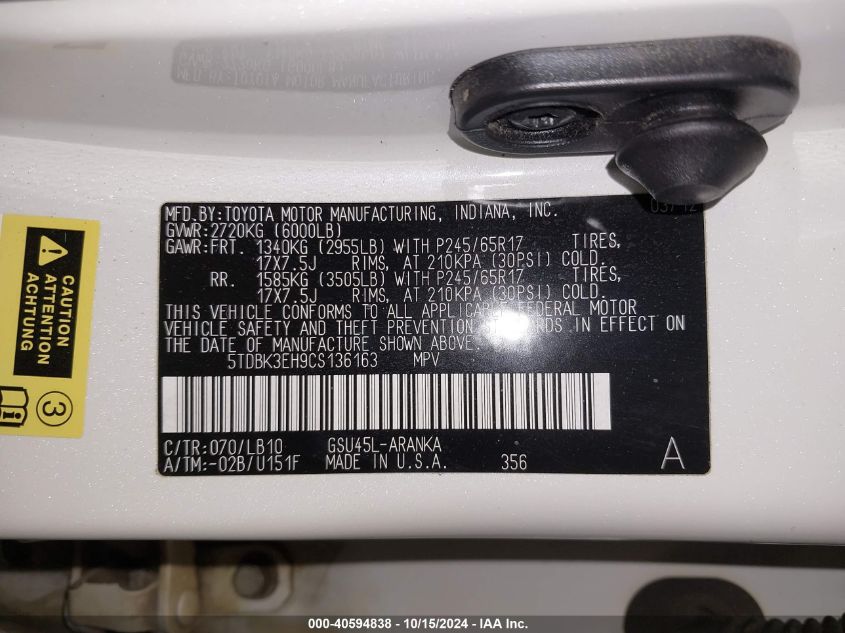 MFD.BY:TOYOTA MOTOR MANUFACTURING, INDIANA, INC. 03/12
GVWR:2720KG (6000LB)
GAWR:FRT. 1340KG (2955LB) WITH P245/65R17 TIRES,
17X7.5J RIMS, AT 210KPA (30PSI) COLD.
RR. 1585KG (3505LB) WITH P245/65R17 TIRES,
17X7.5J RIMS, AT 210KPA (30PSI) COLD.
THIS VEHICLE CONFORMS TO ALL APPLICABLE FEDERAL MOTOR
VEHICLE SAFETY AND THEFT PREVENTION STANDARDS IN EFFECT ON
THE DATE OF MANUFACTURE SHOWN ABOVE.
5TDBK3EH9CS136163 MPV
C/TR:070/LB10 GSU45L-ARANKA
A/TM:-02B/U151F MADE IN U.S.A. 356 A
CAUTION
ATTENTION
ACHTUNG
i
3
000-40594838 - 10/15/2024 - IAA Inc.